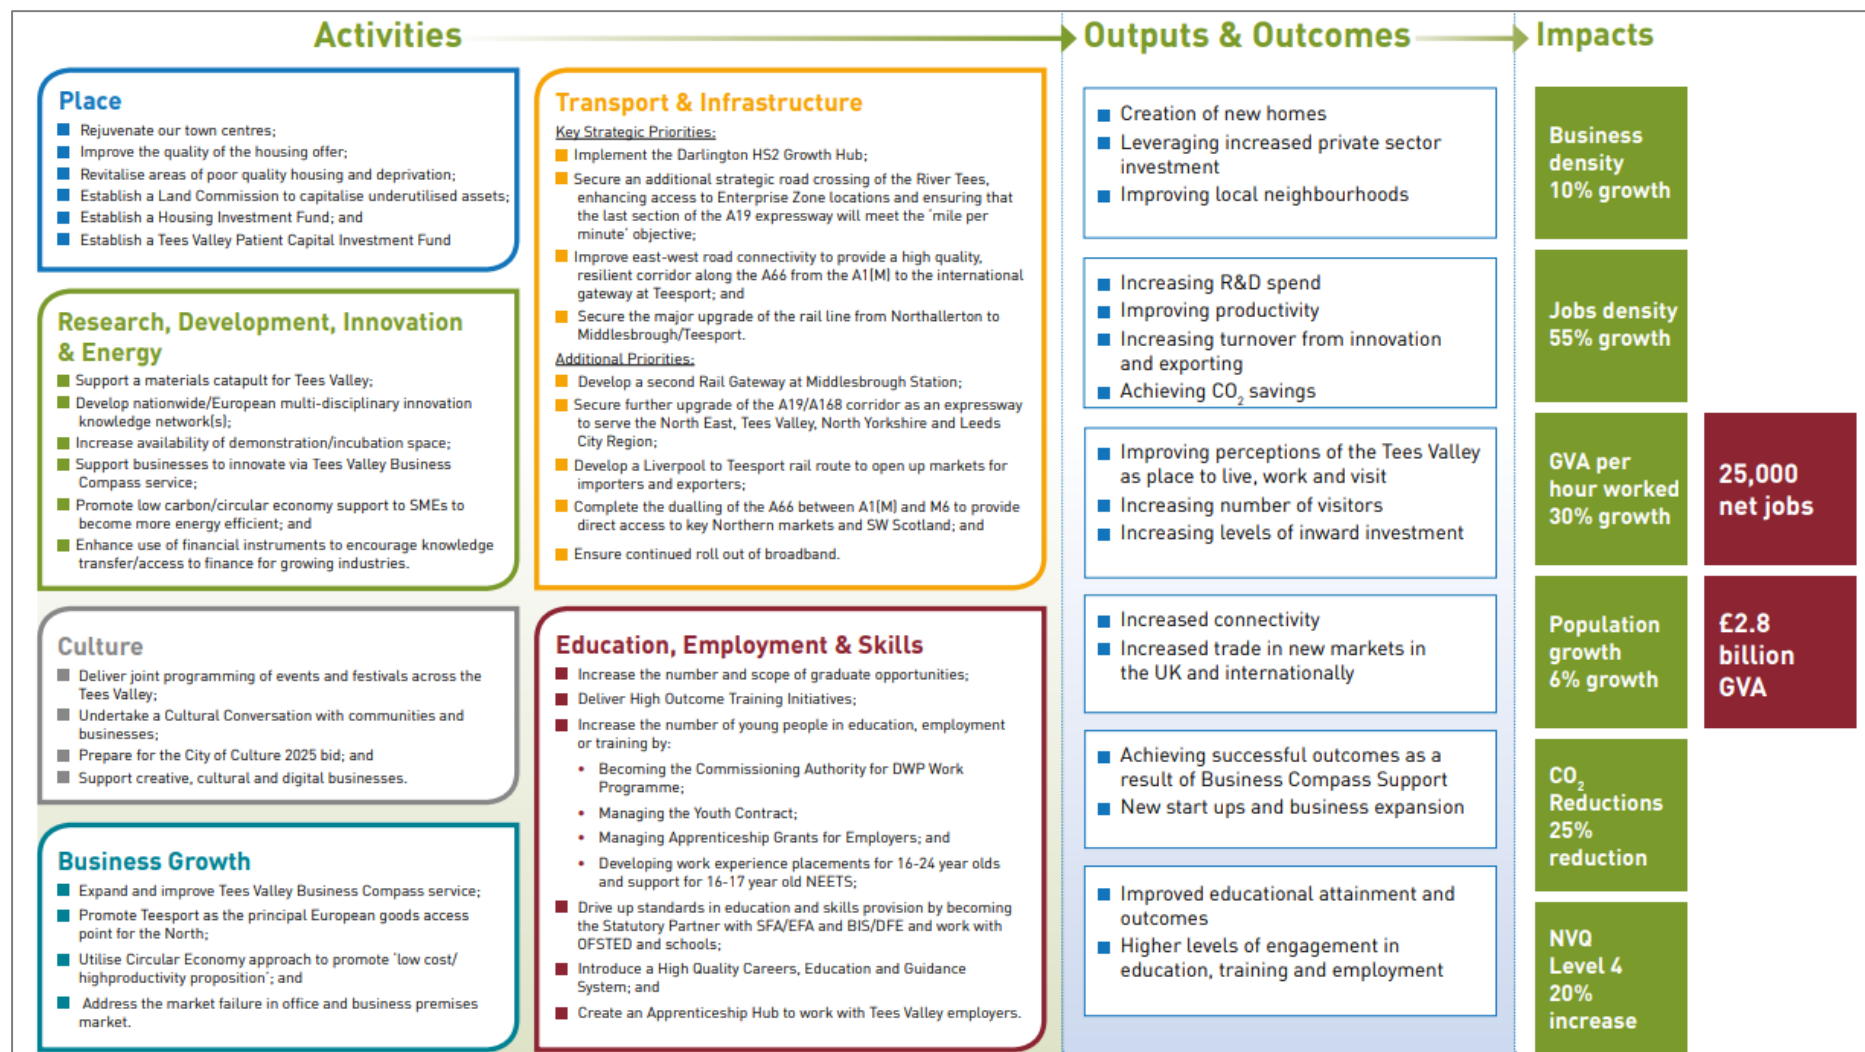 Activities
Outputs & Outcomes
Impacts
Place
Rejuvenate our town centres;
Improve the quality of the housing offer;
Revitalise areas of poor quality housing and deprivation;
Establish a Land Commission to capitalise underutilised assets;
Establish a Housing Investment Fund; and
Establish a Tees Valley Patient Capital Investment Fund
Research, Development, Innovation
& Energy
Support a materials catapult for Tees Valley;
Develop nationwide/European multi-disciplinary innovation
knowledge network(s);
Increase availability of demonstration/incubation space;
Support businesses to innovate via Tees Valley Business
Compass service;
Promote low carbon/circular economy support to SMEs to
become more energy efficient; and
Enhance use of financial instruments to encourage knowledge
transfer/access to finance for growing industries.
Culture
Deliver joint programming of events and festivals across the
Tees Valley;
Undertake a Cultural Conversation with communities and
businesses;
Prepare for the City of Culture 2025 bid; and
Support creative, cultural and digital businesses.
Business Growth
Expand and improve Tees Valley Business Compass service;
Promote Teesport as the principal European goods access
point for the North;
Utilise Circular Economy approach to promote 'low cost/
highproductivity proposition'; and
Address the market failure in office and business premises
market.
Transport & Infrastructure
Key Strategic Priorities:
Implement the Darlington HS2 Growth Hub;
Secure an additional strategic road crossing of the River Tees,
enhancing access to Enterprise Zone locations and ensuring that
the last section of the A19 expressway will meet the 'mile per
minute' objective;
Improve east-west road connectivity to provide a high quality,
resilient corridor along the A66 from the A1(M) to the international
gateway at Teesport; and
Secure the major upgrade of the rail line from Northallerton to
Middlesbrough/Teesport.
Additional Priorities:
Develop a second Rail Gateway at Middlesbrough Station;
Secure further upgrade of the A19/A168 corridor as an expressway
to serve the North East, Tees Valley, North Yorkshire and Leeds
City Region;
Develop a Liverpool to Teesport rail route to open up markets for
importers and exporters;
Complete the dualling of the A66 between A1(M) and M6 to provide
direct access to key Northern markets and SW Scotland; and
Ensure continued roll out of broadband.
Education, Employment & Skills
Increase the number and scope of graduate opportunities;
Deliver High Outcome Training Initiatives;
Increase the number of young people in education, employment
or training by:
• Becoming the Commissioning Authority for DWP Work
Programme;
• Managing the Youth Contract;
• Managing Apprenticeship Grants for Employers; and
• Developing work experience placements for 16-24 year olds
and support for 16-17 year old NEETS;
Drive up standards in education and skills provision by becoming
the Statutory Partner with SFA/EFA and BIS/DFE and work with
OFSTED and schools;
Introduce a High Quality Careers, Education and Guidance
System; and
Create an Apprenticeship Hub to work with Tees Valley employers.
Creation of new homes
Leveraging increased private sector
investment
Improving local neighbourhoods
Increasing R&D spend
Improving productivity
Increasing turnover from innovation
and exporting
Achieving CO₂ savings
Improving perceptions of the Tees Valley
as place to live, work and visit
Increasing number of visitors
Increasing levels of inward investment
Increased connectivity
Increased trade in new markets in
the UK and internationally
Achieving successful outcomes as a
result of Business Compass Support
New start ups and business expansion
Improved educational attainment and
outcomes
Higher levels of engagement in
education, training and employment
Business
density
10% growth
Jobs density
55% growth
GVA per
hour worked
30% growth
Population
growth
6% growth
CO₂
Reductions
25%
reduction
NVQ
Level 4
20%
increase
25,000
net jobs
£2.8
billion
GVA